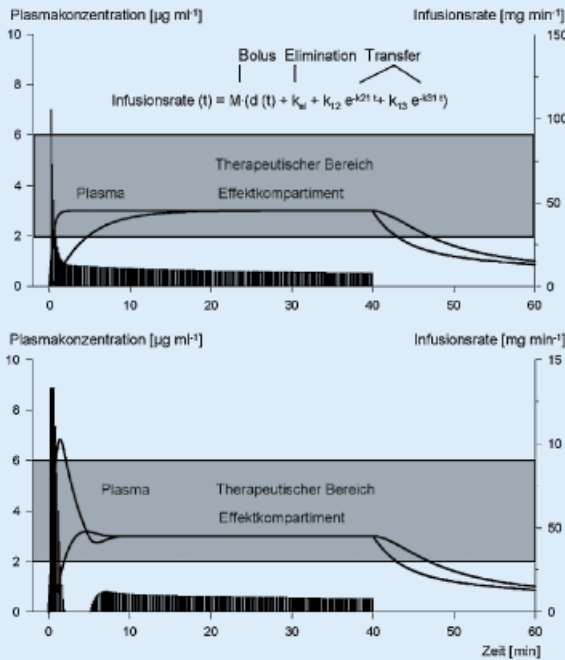 Plasmakonzentration [µg ml-1] Infusionsrate [mg min-1]
10 150
Bolus Elimination Transfer
8
Infusionsrate (t) = M·(d (t) + kel + k12 e-k21 t+ k13 e-k31 t)
100
6
Therapeutischer Bereich
4 Plasma Effektkompartiment
50
2
0 0
0 10 20 30 40 50 60
Plasmakonzentration [µg ml-1] Infusionsrate [mg min-1]
10 15
8
10
6
Plasma Therapeutischer Bereich
4
Effektkompartiment
50
2
0 0
0 10 20 30 40 50 60
Zeit [min]